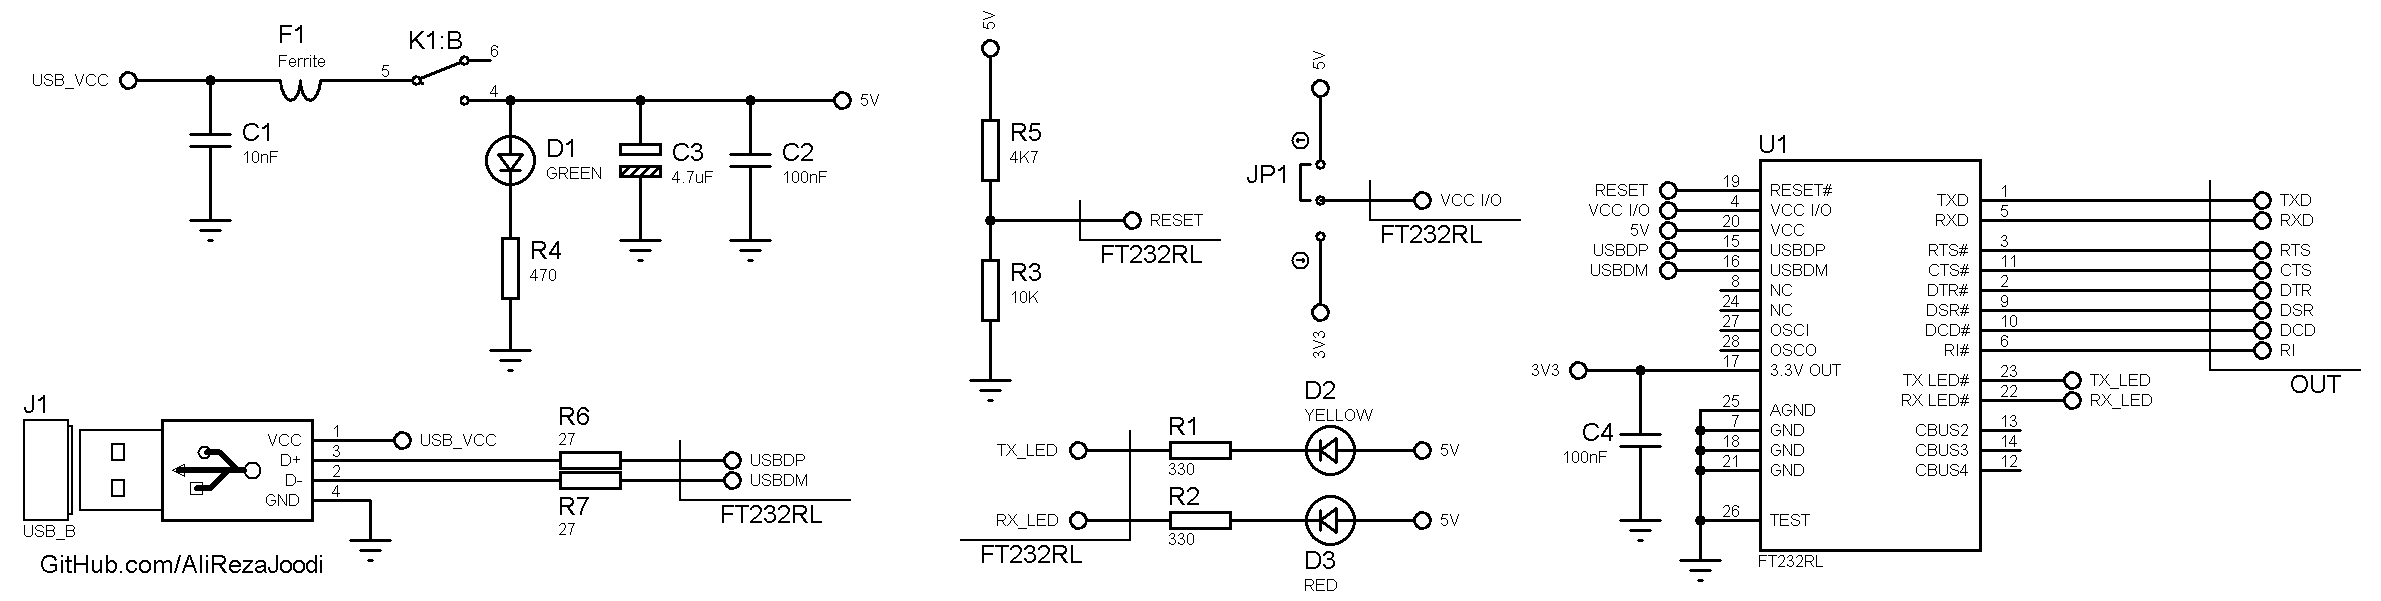 USB_VCC
F1
Ferrite
C1
10nF
K1:B
5
6
4
5V
D1
GREEN
R4
470
C3
4.7uF
C2
100nF
J1
USB_B
VCC
D+
D-
GND
1
3
2
4
USB_VCC
R6
27
R7
27
USBDP
USBDM
FT232RL
GitHub.com/AliRezaJoodi
5V
R5
4K7
R3
10K
RESET
FT232RL
5V
JP1
VCC I/O
FT232RL
3V3
TX_LED
RX_LED
FT232RL
R1
330
R2
330
D2
YELLOW
D3
RED
5V
5V
U1
RESET 19 RESET#
VCC I/O 4 VCC I/O
5V 20 VCC
USBDP 15 USBDP
USBDM 16 USBDM
8 NC
24 NC
27 OSCI
28 OSCO
3V3 17 3.3V OUT
25 AGND
7 GND
18 GND
21 GND
26 TEST
C4
100nF
TXD 1 TXD
RXD 5 RXD
RTS# 3 RTS
CTS# 11 CTS
DTR# 2 DTR
DSR# 9 DSR
DCD# 10 DCD
RI# 6 RI
OUT
TX LED# 23 TX_LED
RX LED# 22 RX_LED
CBUS2 13
CBUS3 14
CBUS4 12
FT232RL